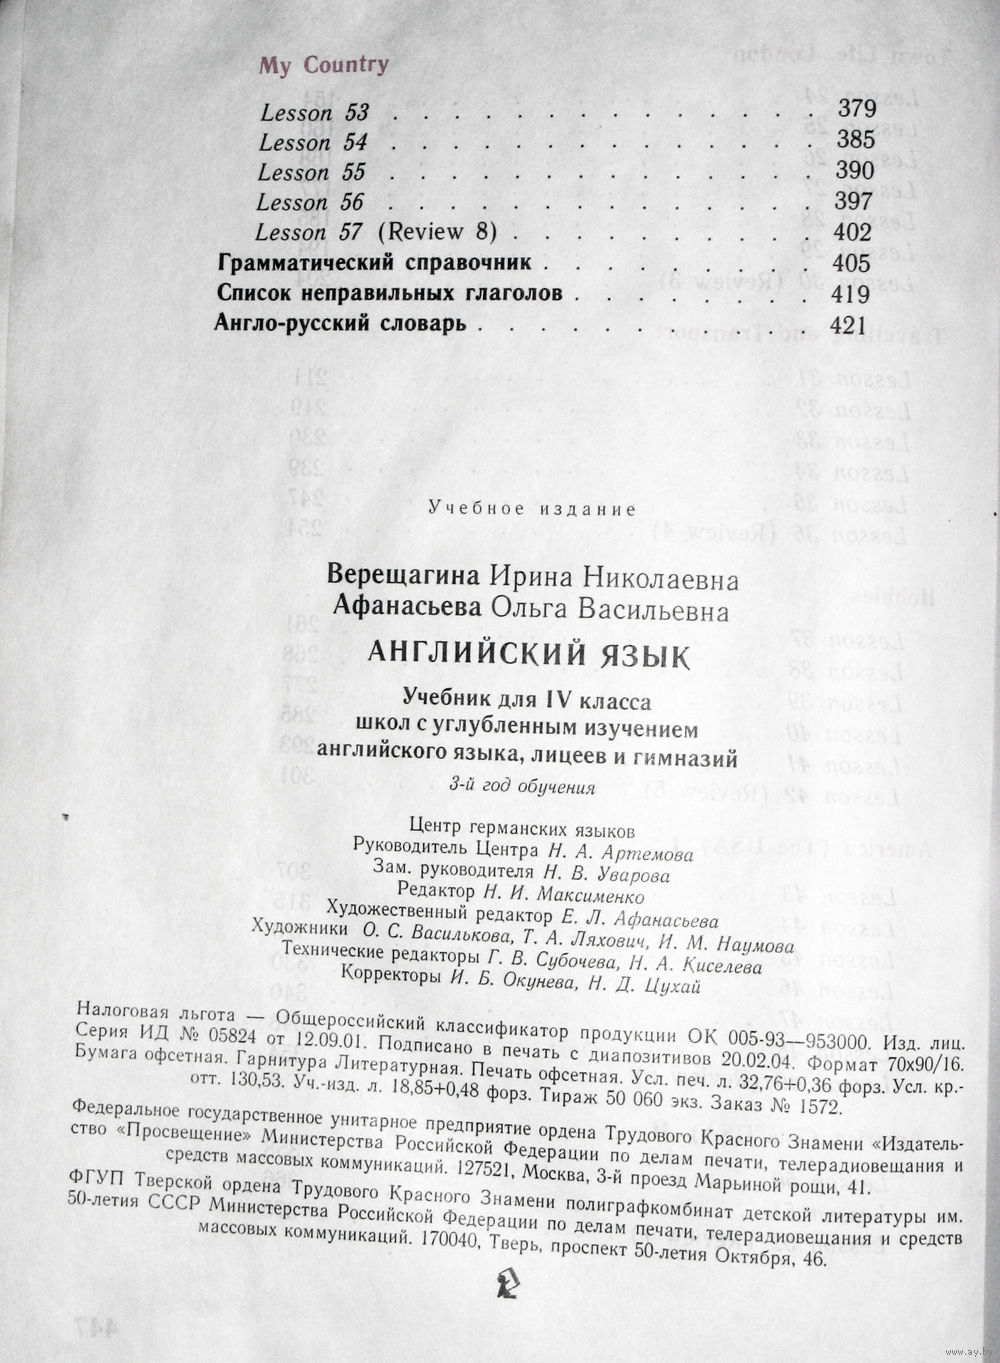 My Country
Lesson 53 . . . . . . . . . . . . . . 379
Lesson 54 . . . . . . . . . . . . . . 385
Lesson 55 . . . . . . . . . . . . . . 390
Lesson 56 . . . . . . . . . . . . . . 397
Lesson 57 (Review 8) . . . . . . . . . . 402
Грамматический справочник . . . . . . . . . 405
Список неправильных глаголов . . . . . . . . 419
Англо-русский словарь . . . . . . . . . . . 421
Учебное издание
Верещагина Ирина Николаевна
Афанасьева Ольга Васильевна
АНГЛИЙСКИЙ ЯЗЫК
Учебник для IV класса
школ с углубленным изучением
английского языка, лицеев и гимназий
3-й год обучения
Центр германских языков
Руководитель Центра Н. А. Артемова
Зам. руководителя Н. В. Уварова
Редактор Н. И. Максименко
Художественный редактор Е. Л. Афанасьева
Художники О. С. Василькова, Т. А. Ляхович, И. М. Наумова
Технические редакторы Г. В. Субочева, Н. А. Киселева
Корректоры И. Б. Окунева, Н. Д. Цухай
Налоговая льгота — Общероссийский классификатор продукции ОК 005-93—953000. Изд. лиц.
Серия ИД № 05824 от 12.09.01. Подписано в печать с диапозитивов 20.02.04. Формат 70х90/16.
Бумага офсетная. Гарнитура Литературная. Печать офсетная. Усл. печ. л. 32,76+0,36 форз. Усл. кр.-
отт. 130,53. Уч.-изд. л. 18,85+0,48 форз. Тираж 50 060 экз. Заказ № 1572.
Федеральное государственное унитарное предприятие ордена Трудового Красного Знамени «Издатель-
ство «Просвещение» Министерства Российской Федерации по делам печати, телерадиовещания и
средств массовых коммуникаций. 127521, Москва, 3-й проезд Марьиной рощи, 41.
ФГУП Тверской ордена Трудового Красного Знамени полиграфкомбинат детской литературы им.
50-летия СССР Министерства Российской Федерации по делам печати, телерадиовещания и средств
массовых коммуникаций. 170040, Тверь, проспект 50-летия Октября, 46.
www.ay.by